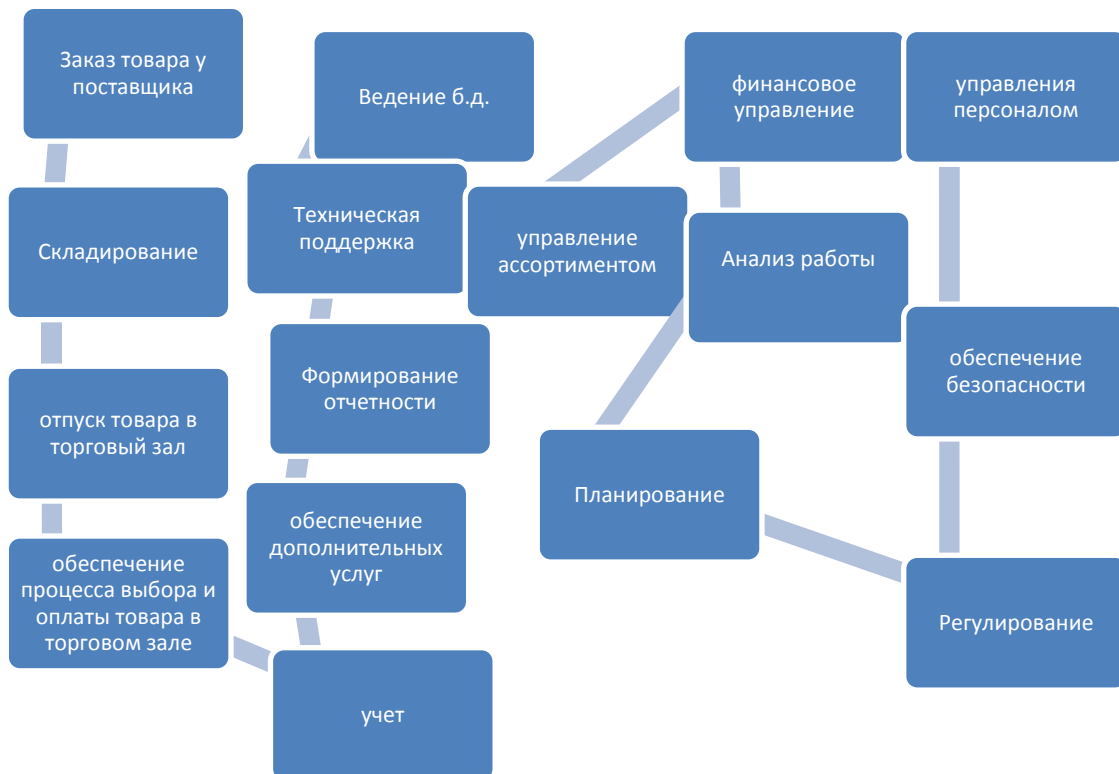 Заказ товара у
поставщика
Складирование
отпуск товара в
торговый зал
обеспечение
процесса выбора и
оплаты товара в
торговом зале
учет
обеспечение
дополнительных
услуг
Формирование
отчетности
Техническая
поддержка
Ведение б.д.
управление
ассортиментом
финансовое
управление
Анализ работы
Планирование
Регулирование
обеспечение
безопасности
управления
персоналом